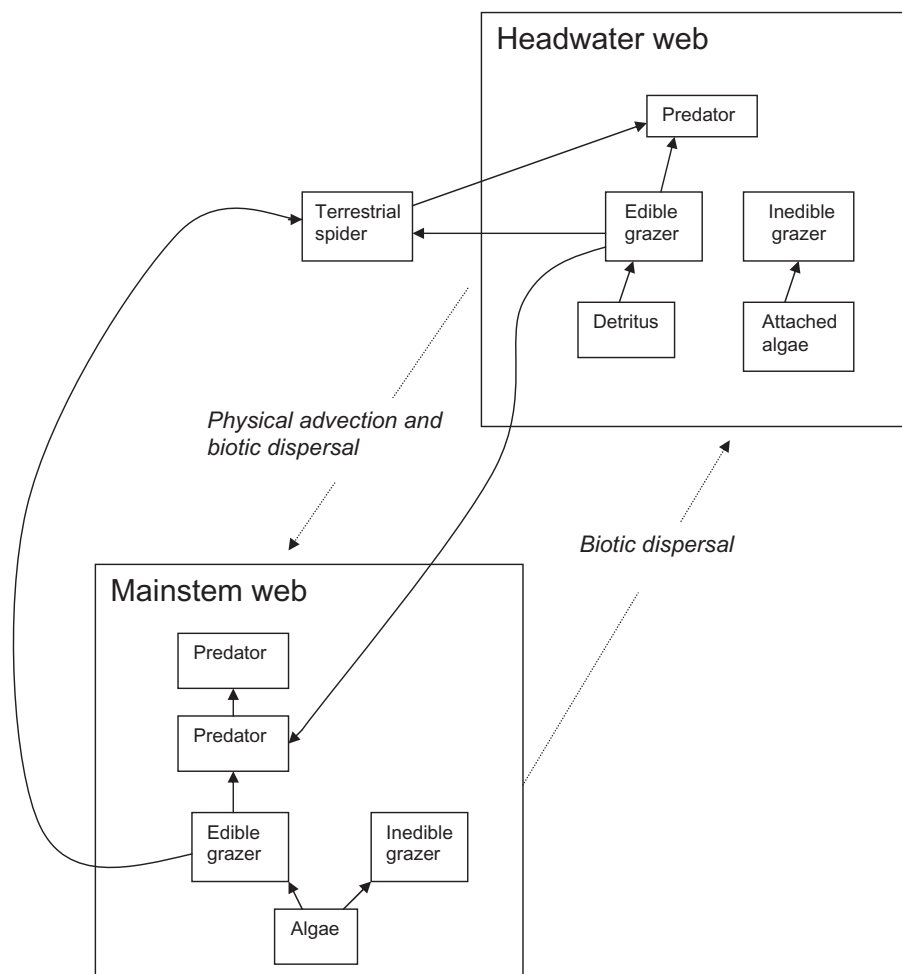 Headwater web
Predator
Terrestrial
spider
Edible
grazer
Inedible
grazer
Detritus
Attached
algae
Physical advection and
biotic dispersal
Biotic dispersal
Mainstem web
Predator
Predator
Edible
grazer
Inedible
grazer
Algae